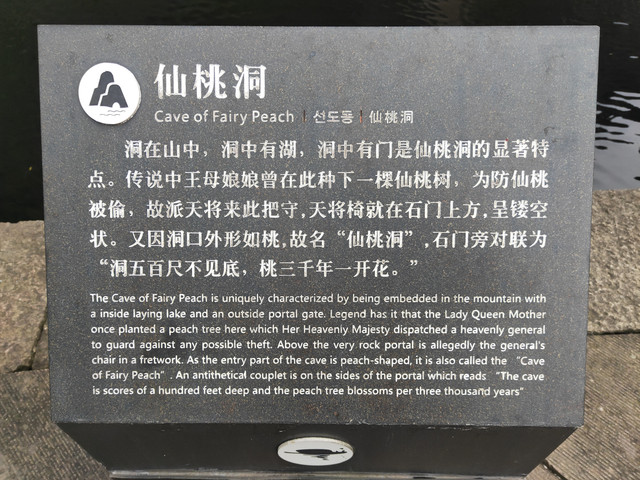 仙桃洞
Cave of Fairy Peach | 선도동 | 仙桃洞
洞在山中，洞中有湖，洞中有门是仙桃洞的显著特
点。传说中王母娘娘曾在此种下一棵仙桃树，为防仙桃
被偷，故派天将来此把守，天将椅就在石门上方，呈镂空
状。又因洞口外形如桃，故名“仙桃洞”，石门旁对联为
“洞五百尺不见底，桃三千年一开花。”
The Cave of Fairy Peach is uniquely characterized by being embedded in the mountain with
a inside laying lake and an outside portal gate. Legend has it that the Lady Queen Mother
once planted a peach tree here which Her Heavenly Majesty dispatched a heavenly general
to guard against any possible theft. Above the very rock portal is allegedly the general's
chair in a fretwork. As the entry part of the cave is peach-shaped, it is also called the “Cave
of Fairy Peach”. An antithetical couplet is on the sides of the portal which reads “The cave
is scores of a hundred feet deep and the peach tree blossoms per three thousand years”